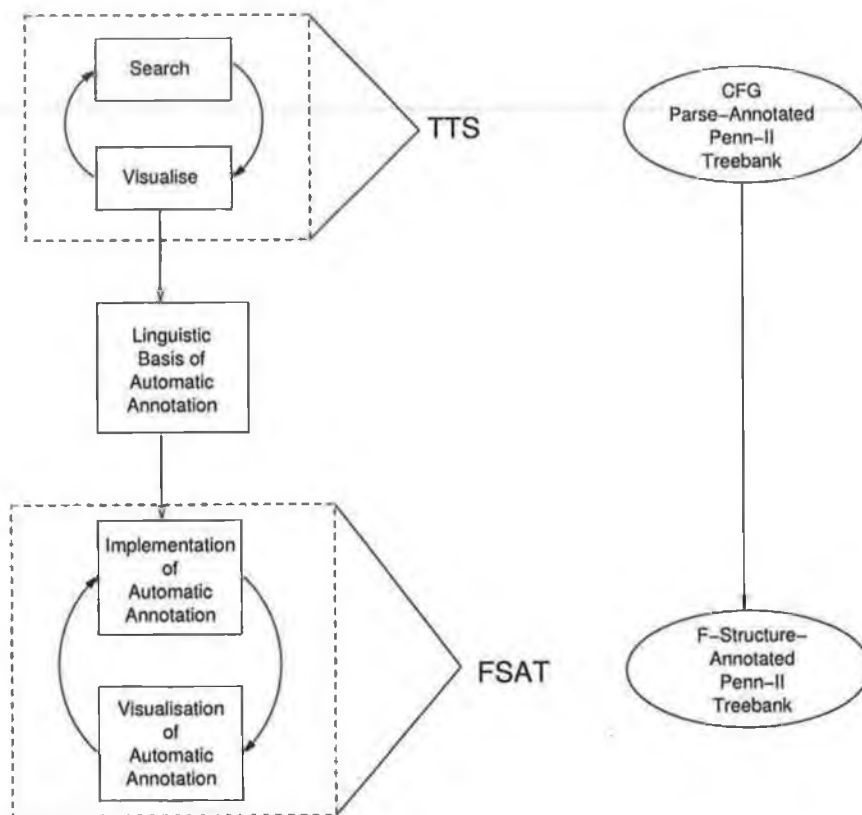 Search
Visualise
TTS
CFG
Parse-Annotated
Penn-II
Treebank
Linguistic
Basis of
Automatic
Annotation
Implementation
of
Automatic
Annotation
Visualisation
of
Automatic
Annotation
FSAT
F-Structure-
Annotated
Penn-II
Treebank